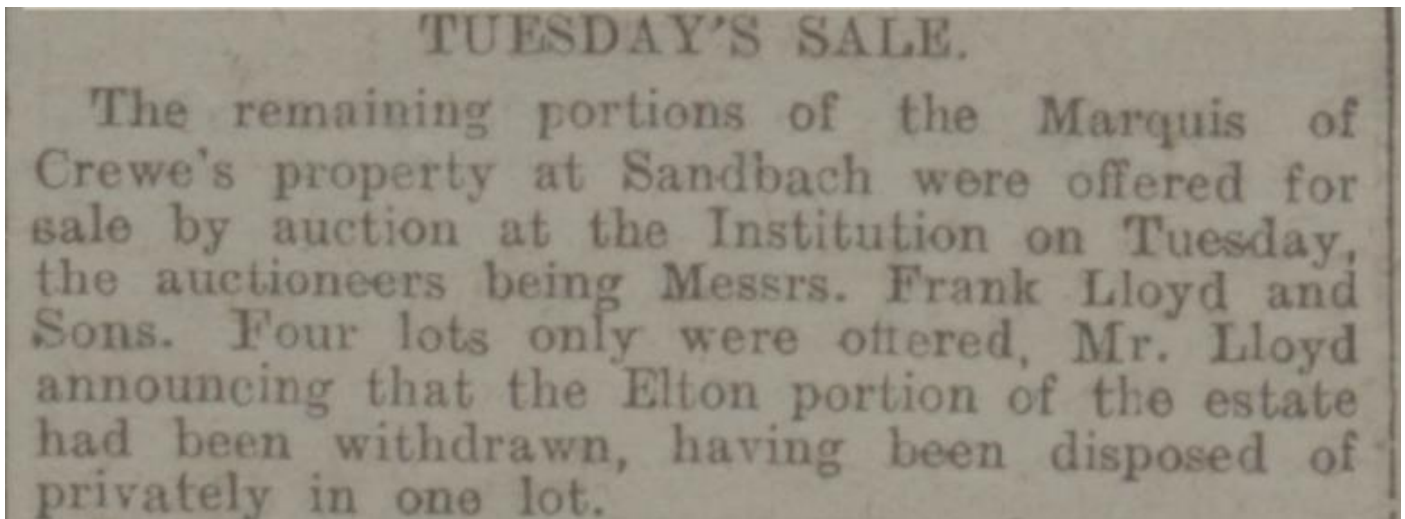 TUESDAY'S SALE.
The remaining portions of the Marquis of
Crewe's property at Sandbach were offered for
sale by auction at the Institution on Tuesday,
the auctioneers being Messrs. Frank Lloyd and
Sons. Four lots only were offered, Mr. Lloyd
announcing that the Elton portion of the estate
had been withdrawn, having been disposed of
privately in one lot.